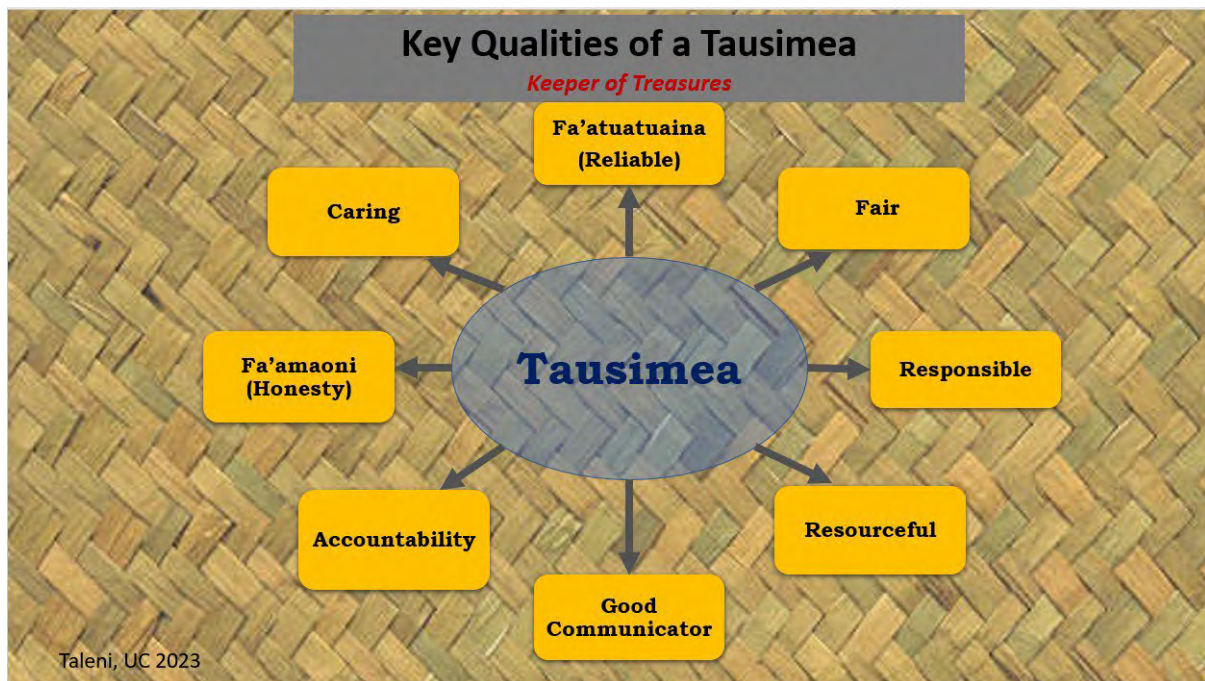 Key Qualities of a Tausimea
Keeper of Treasures
Fa’atuatuaina
(Reliable)
Caring
Fair
Fa’amaoni
(Honesty)
Tausimea
Responsible
Accountability
Resourceful
Good
Communicator
Taleni, UC 2023